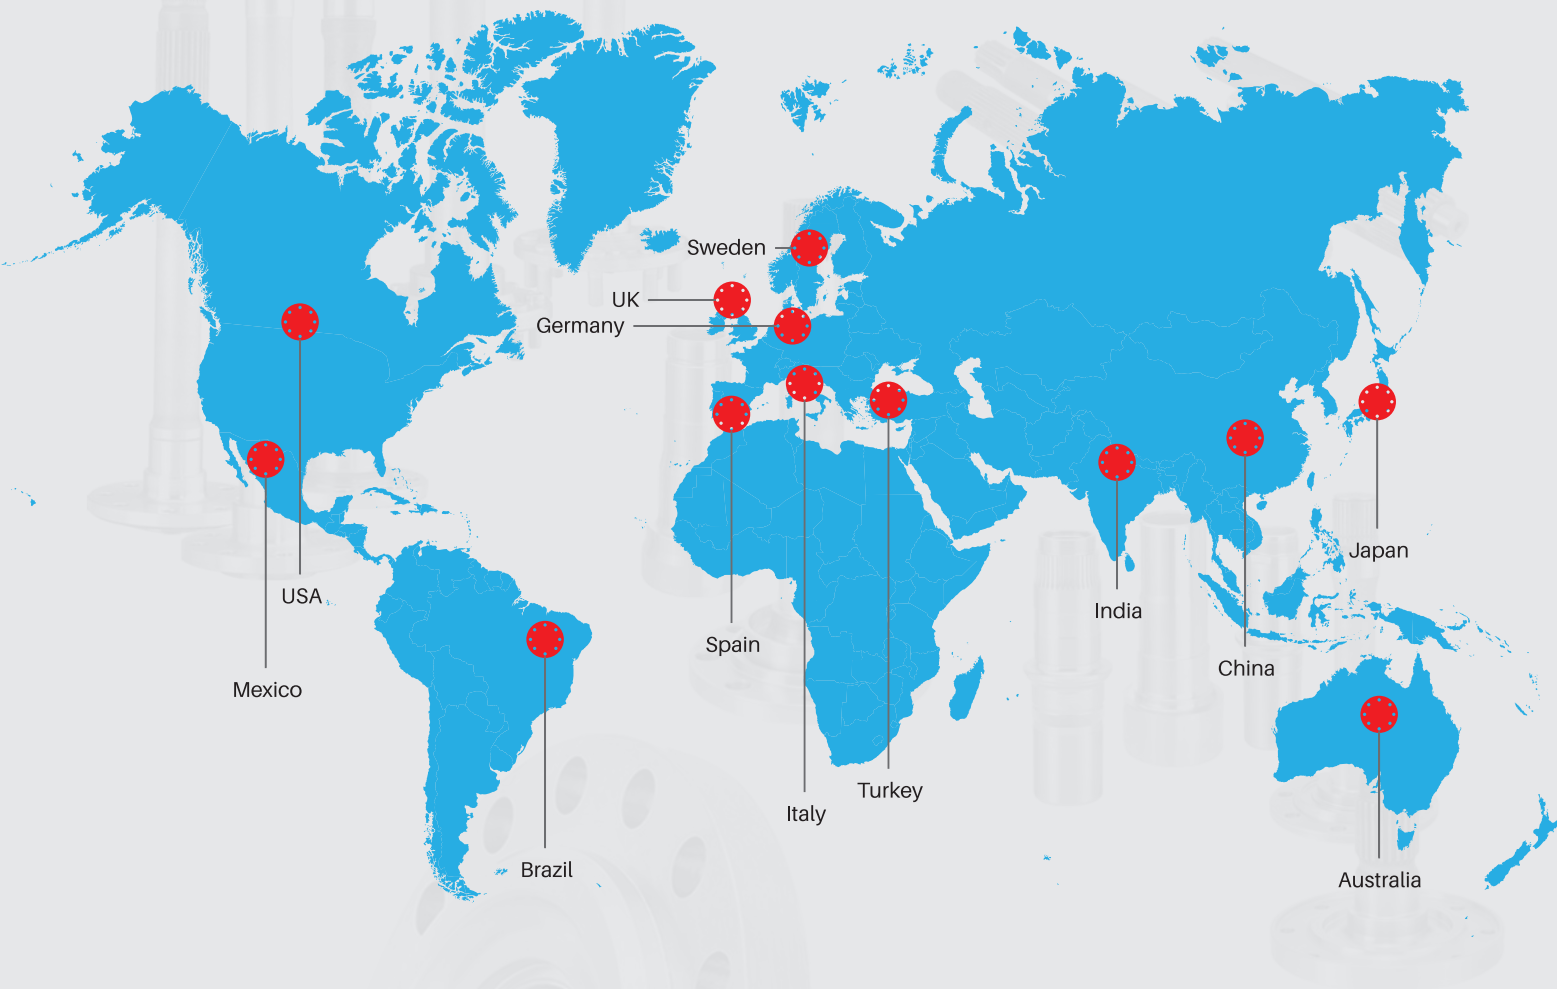 Sweden
UK
Germany
Japan
USA
India
Spain
China
Mexico
Turkey
Italy
Brazil
Australia